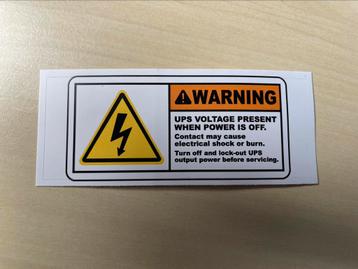 WARNING
UPS VOLTAGE PRESENT
WHEN POWER IS OFF.
Contact may cause
electrical shock or burn.
Turn off and lock-out UPS
output power before servicing.